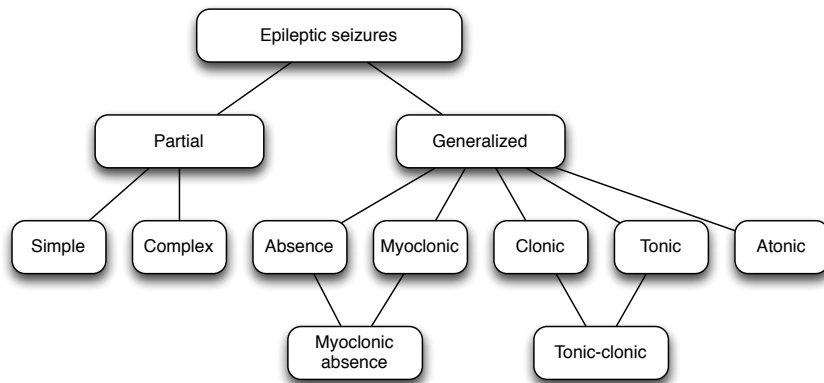 Epileptic seizures
Partial
Generalized
Simple
Complex
Absence
Myoclonic
Clonic
Tonic
Atonic
Myoclonic
absence
Tonic-clonic